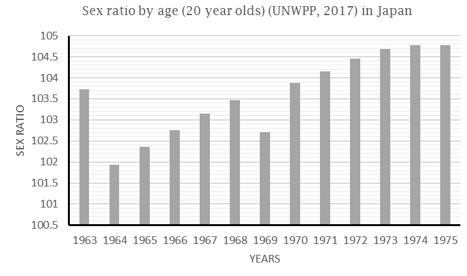 Sex ratio by age (20 year olds) (UNWPP, 2017) in Japan
105
104.5
104
103.5
103
102.5
102
101.5
101
100.5
SEX RATIO
1963 1964 1965 1966 1967 1968 1969 1970 1971 1972 1973 1974 1975
YEARS